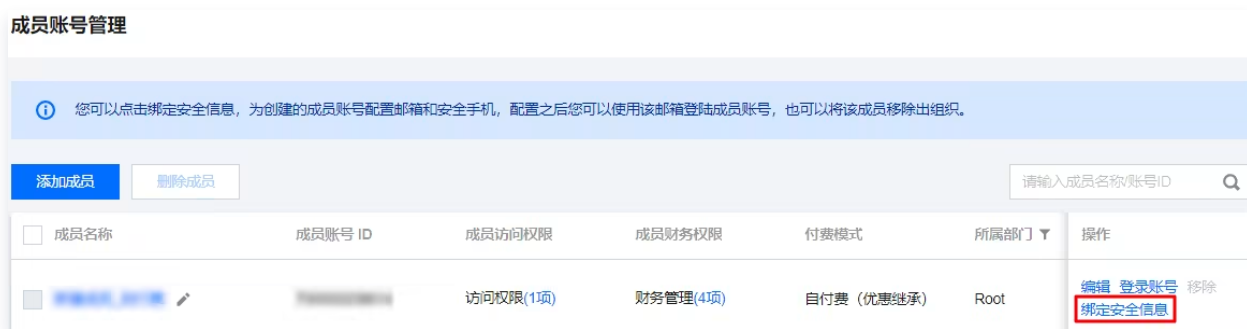 成员账号管理
您可以点击绑定安全信息，为创建的成员账号配置邮箱和安全手机，配置之后您可以使用该邮箱登陆成员账号，也可以将该成员移除出组织。
添加成员 删除成员 请输入成员名称/账号ID
成员名称 成员账号 ID 成员访问权限 成员财务权限 付费模式 所属部门 操作
访问权限(1项) 财务管理(4项) 自付费（优惠继承） Root 编辑 登录账号 移除
绑定安全信息